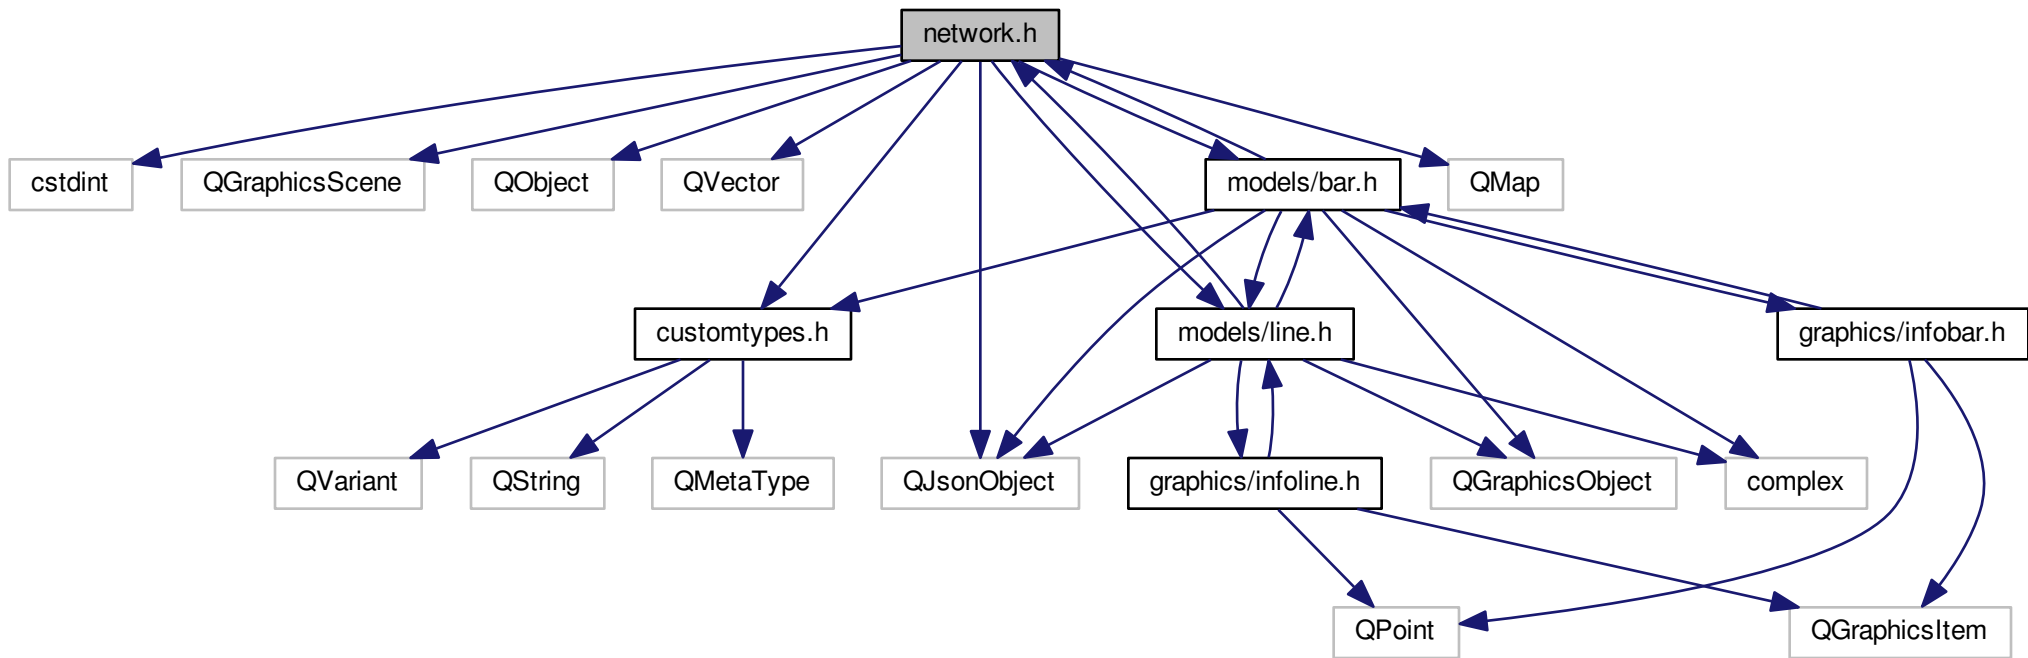 network.h
cstdint
QGraphicsScene
QObject
QVector
models/bar.h
QMap
customtypes.h
models/line.h
graphics/infobar.h
QVariant
QString
QMetaType
QJsonObject
graphics/infoline.h
QGraphicsObject
complex
QPoint
QGraphicsItem